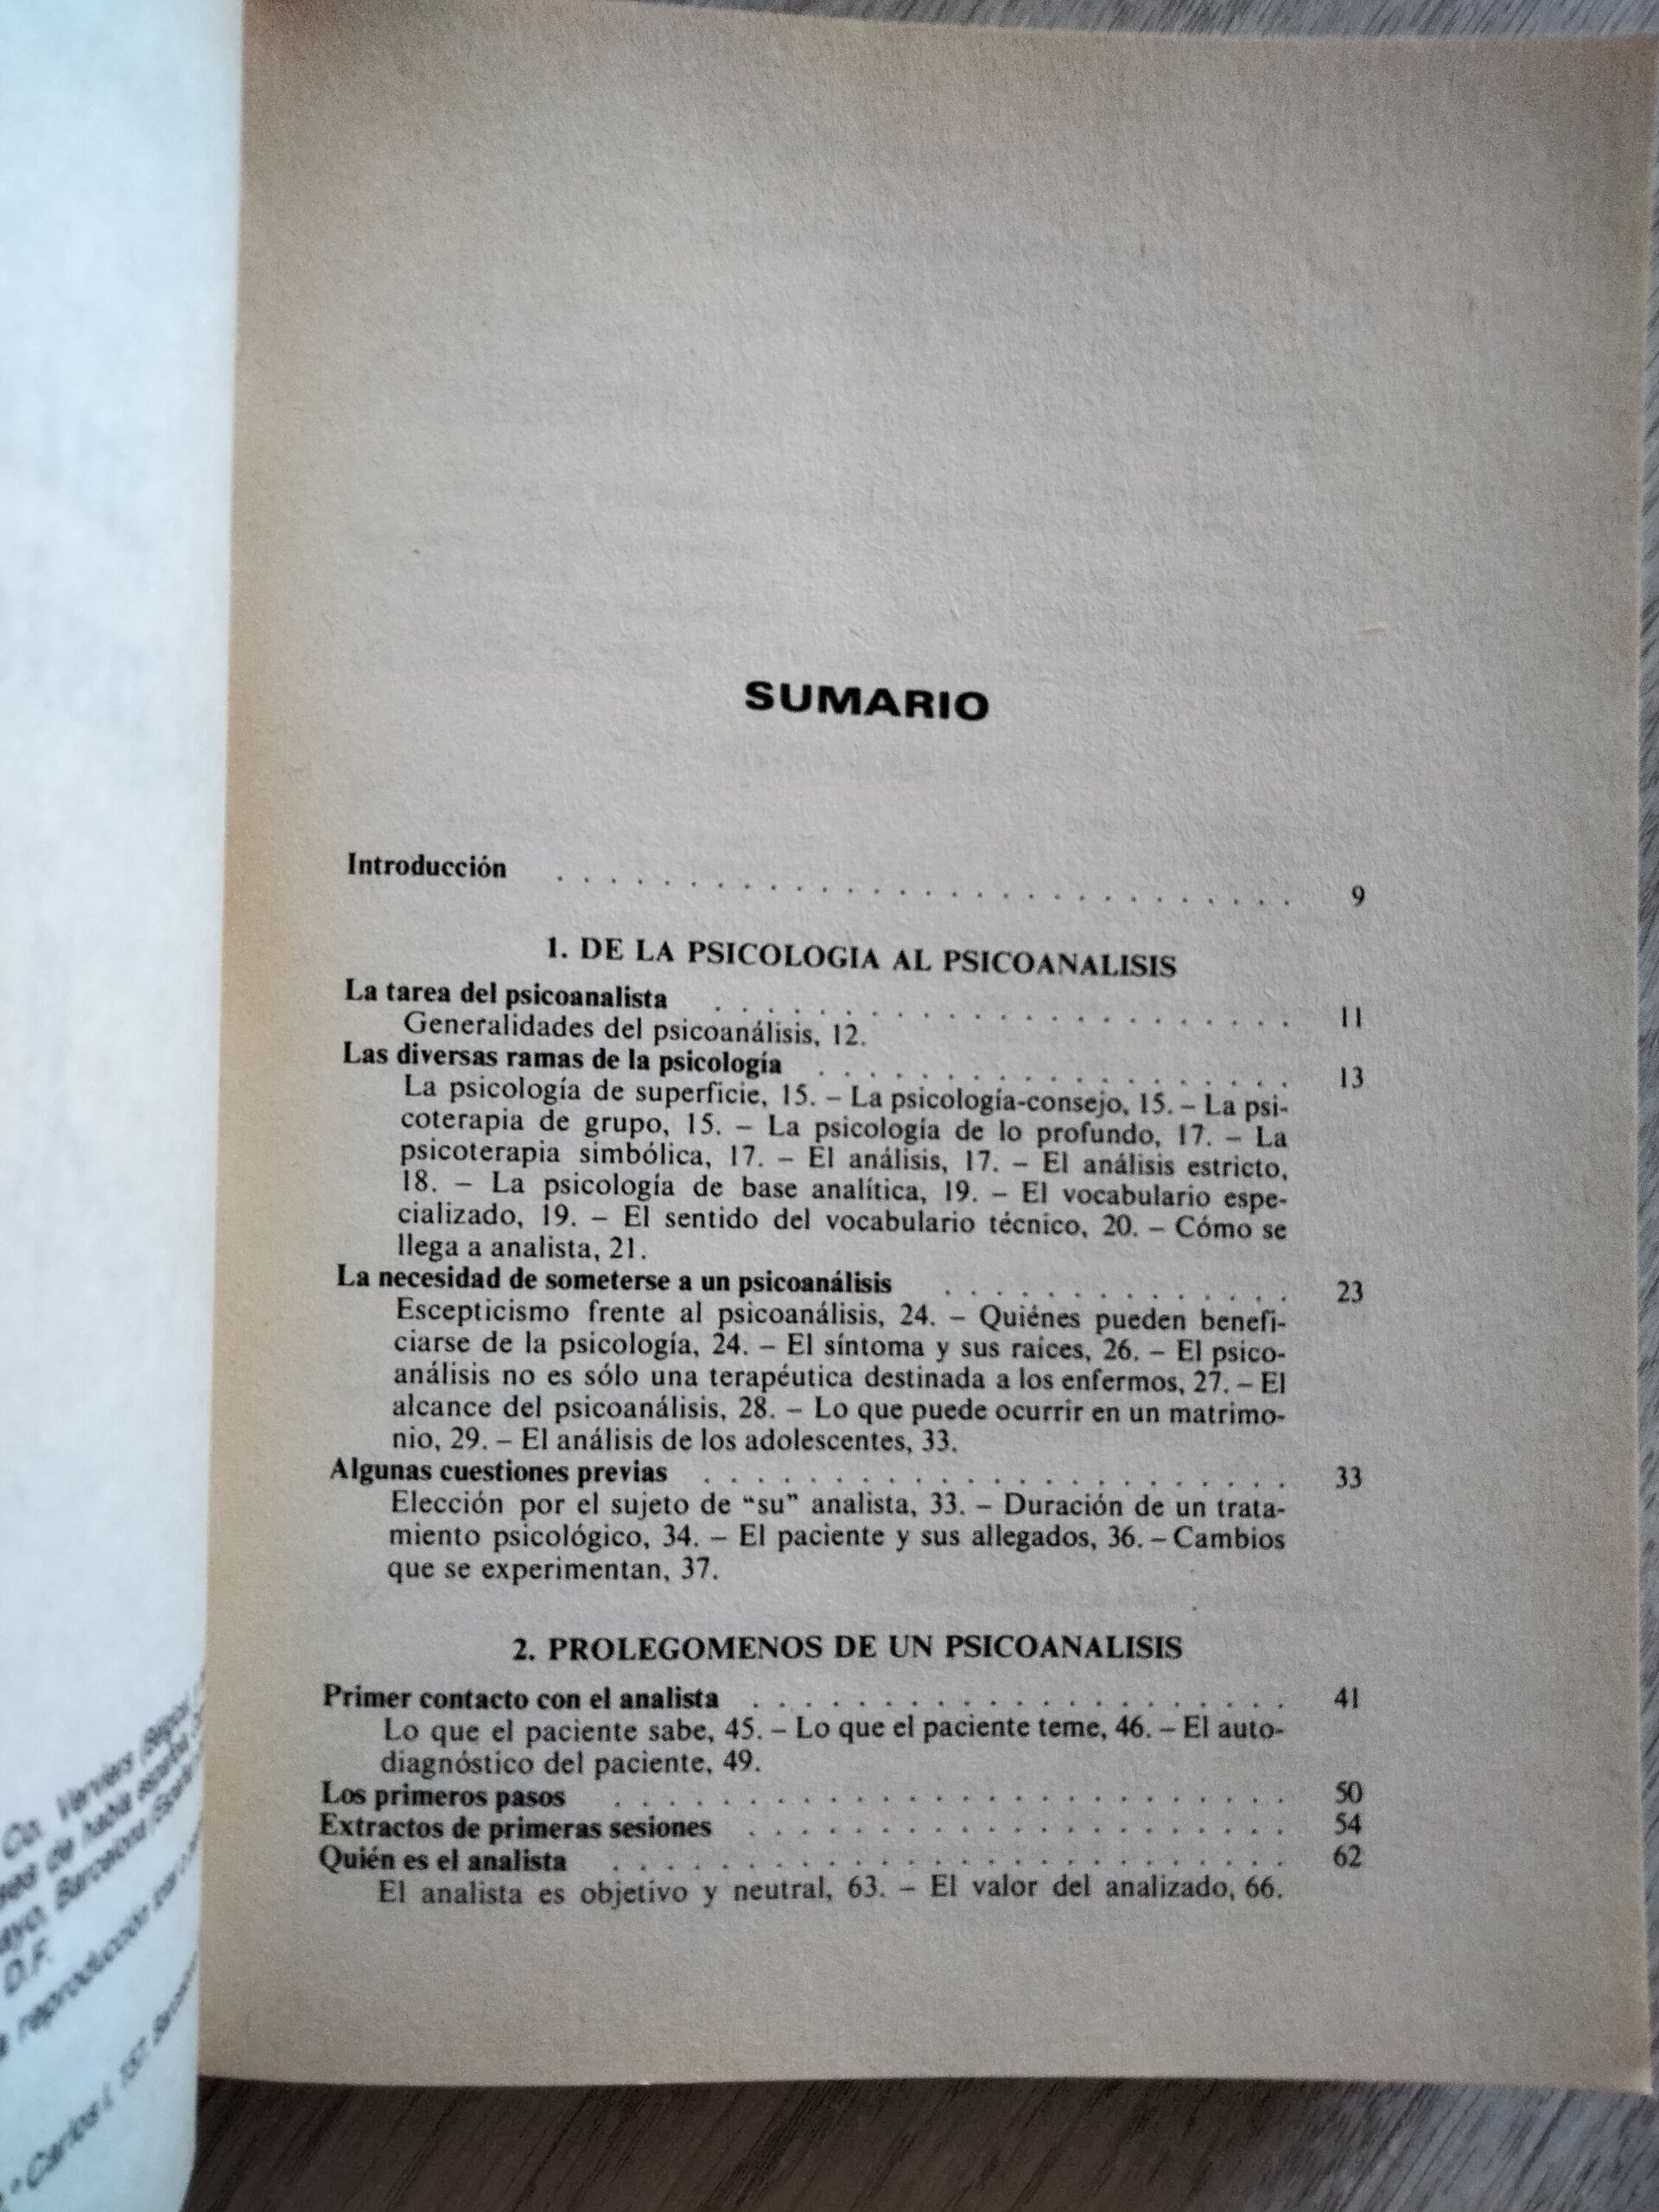 SUMARIO
Introducción . . . . . . . . . . . . . . . . . . . . . . . . . . . . 9
1. DE LA PSICOLOGIA AL PSICOANALISIS
La tarea del psicoanalista . . . . . . . . . . . . . . . . . . . . . . 11
Generalidades del psicoanálisis, 12.
Las diversas ramas de la psicología . . . . . . . . . . . . . . . . . . 13
La psicología de superficie, 15. – La psicología-consejo, 15. – La psi-
coterapia de grupo, 15. – La psicología de lo profundo, 17. – La
psicoterapia simbólica, 17. – El análisis, 17. – El análisis estricto,
18. – La psicología de base analítica, 19. – El vocabulario espe-
cializado, 19. – El sentido del vocabulario técnico, 20. – Cómo se
llega a analista, 21.
La necesidad de someterse a un psicoanálisis . . . . . . . . . . . . . . 23
Escepticismo frente al psicoanálisis, 24. – Quiénes pueden benefi-
ciarse de la psicología, 24. – El síntoma y sus raíces, 26. – El psico-
análisis no es sólo una terapéutica destinada a los enfermos, 27. – El
alcance del psicoanálisis, 28. – Lo que puede ocurrir en un matrimo-
nio, 29. – El análisis de los adolescentes, 33.
Algunas cuestiones previas . . . . . . . . . . . . . . . . . . . . . . . 33
Elección por el sujeto de “su” analista, 33. – Duración de un trata-
miento psicológico, 34. – El paciente y sus allegados, 36. – Cambios
que se experimentan, 37.
2. PROLEGOMENOS DE UN PSICOANALISIS
Primer contacto con el analista . . . . . . . . . . . . . . . . . . . . . 41
Lo que el paciente sabe, 45. – Lo que el paciente teme, 46. – El auto-
diagnóstico del paciente, 49.
Los primeros pasos . . . . . . . . . . . . . . . . . . . . . . . . . . 50
Extractos de primeras sesiones . . . . . . . . . . . . . . . . . . . . . 54
Quién es el analista . . . . . . . . . . . . . . . . . . . . . . . . . . 62
El analista es objetivo y neutral, 63. – El valor del analizado, 66.
Co. Verviers
de habla
Barcelona
D.F.
reproducción por
Carlos I, 157